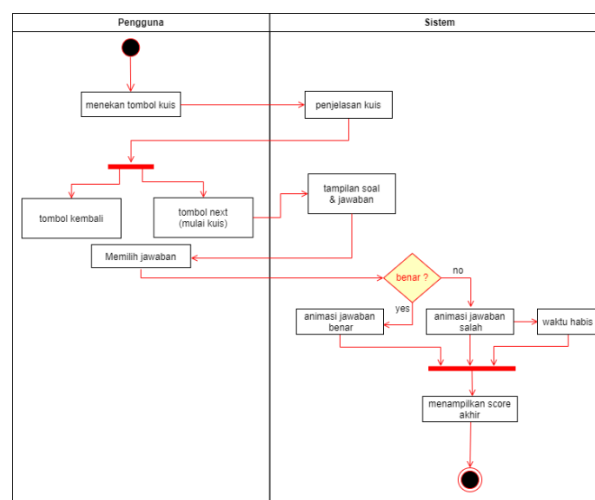 Pengguna
Sistem
menekan tombol kuis
penjelasan kuis
tombol kembali
tombol next
(mulai kuis)
tampilan soal
& jawaban
Memilih jawaban
benar ?
no
yes
animasi jawaban
benar
animasi jawaban
salah
waktu habis
menampilkan score
akhir